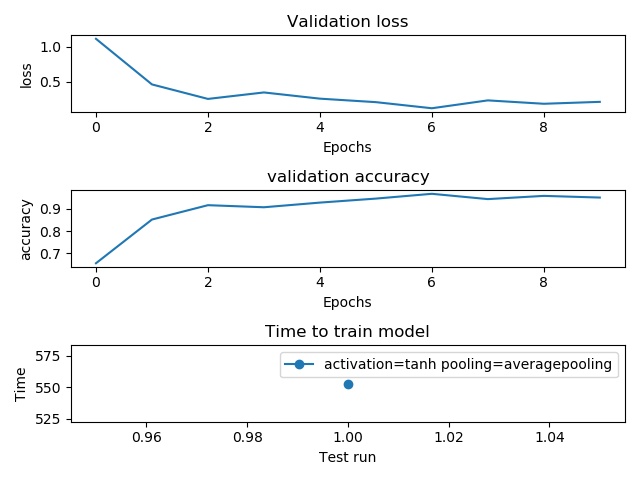 Validation loss
1.0
0.5
loss
0 2 4 6 8
Epochs
validation accuracy
0.9
0.8
0.7
accuracy
0 2 4 6 8
Epochs
Time to train model
575
550
525
Time
activation=tanh pooling=averagepooling
0.96 0.98 1.00 1.02 1.04
Test run